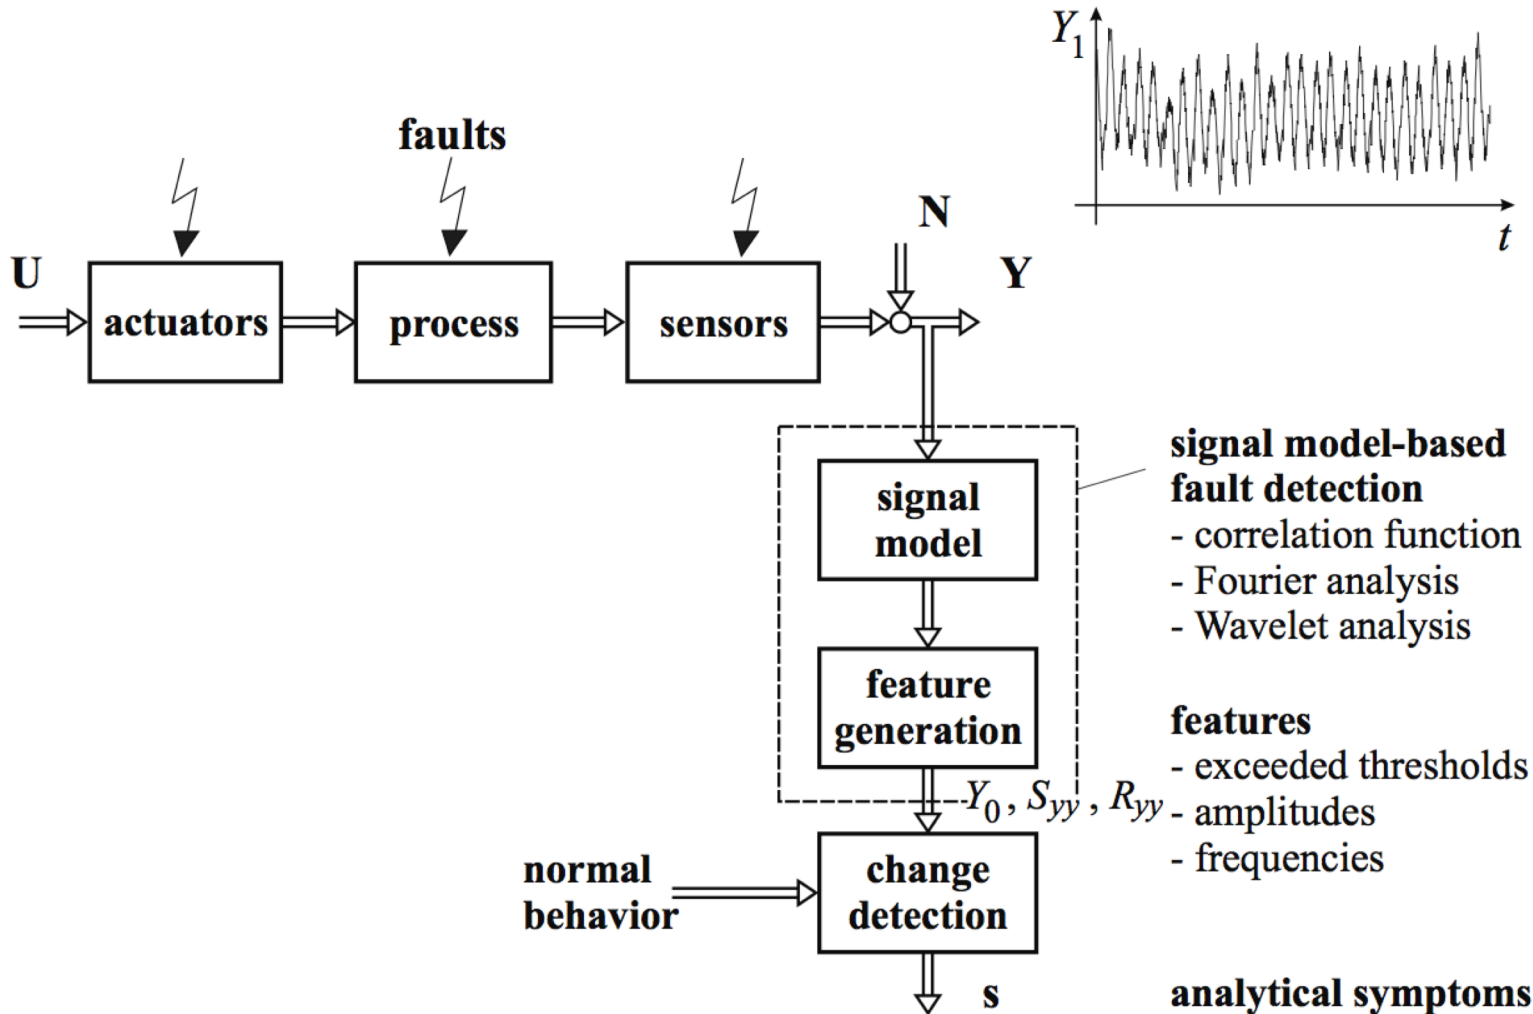 Y1
t
faults
N
U
Y
actuators
process
sensors
signal
model
signal model-based
fault detection
- correlation function
- Fourier analysis
- Wavelet analysis
feature
generation
features
- exceeded thresholds
- amplitudes
- frequencies
Y0 , Syy , Ryy
normal
behavior
change
detection
s
analytical symptoms